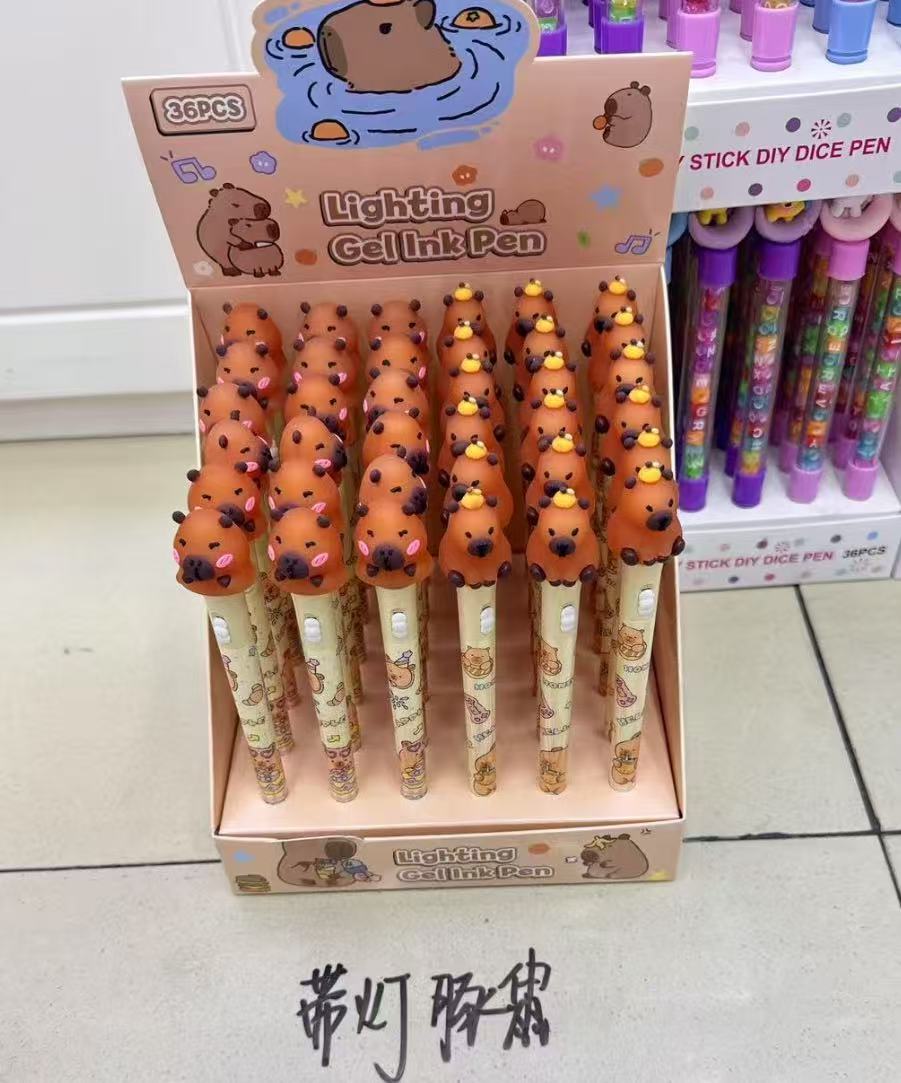 36PCS
Lighting
Gel Ink Pen
STICK DIY DICE PEN
STICK DIY DICE PEN 36PCS
Lighting
Gel Ink Pen
带灯豚鼠